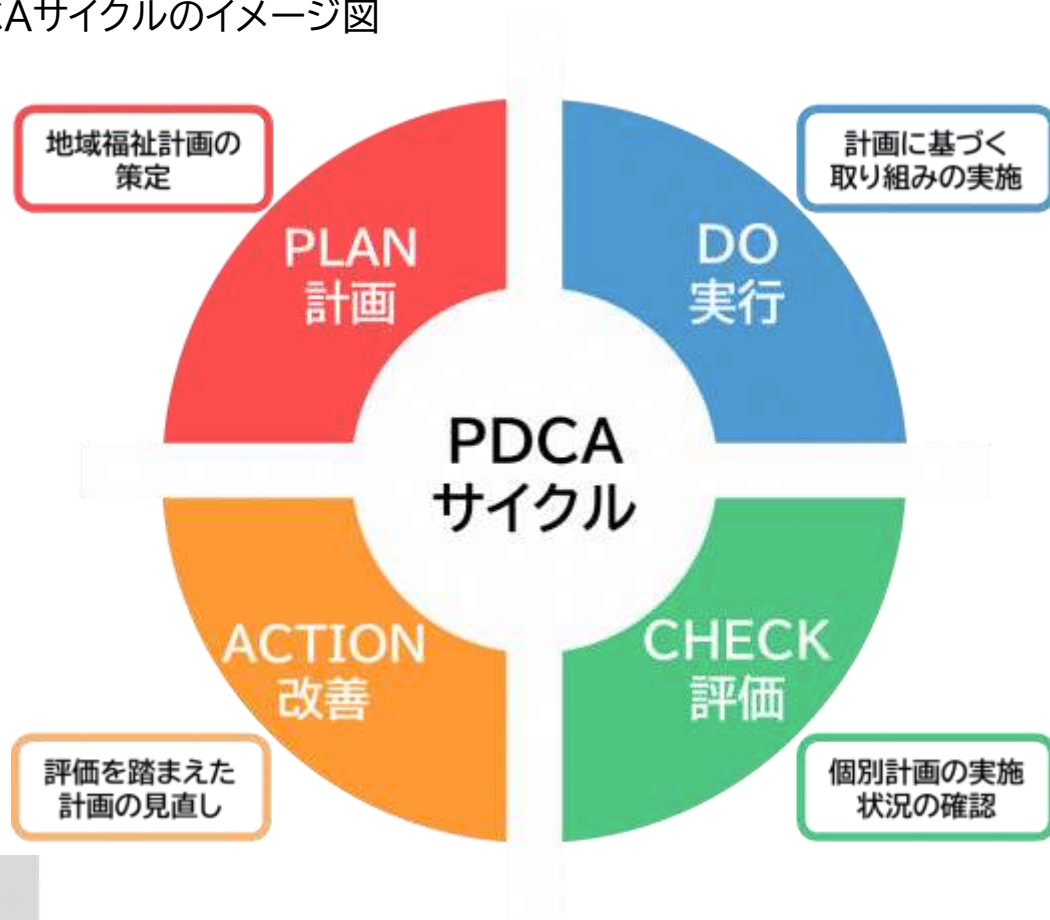 Aサイクルのイメージ図
地域福祉計画の
策定
計画に基づく
取り組みの実施
PLAN
計画
DO
実行
PDCA
サイクル
ACTION
改善
CHECK
評価
評価を踏まえた
計画の見直し
個別計画の実施
状況の確認